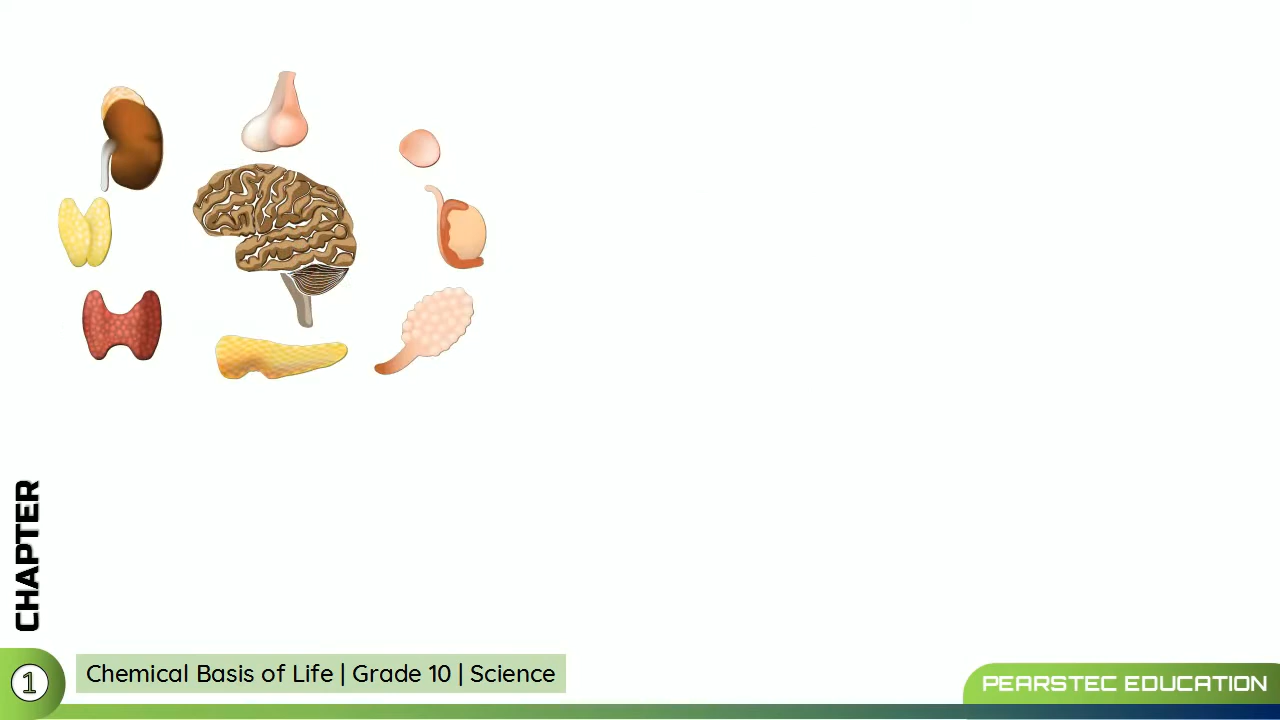 CHAPTER
1
Chemical Basis of Life | Grade 10 | Science
PEARSTEC EDUCATION